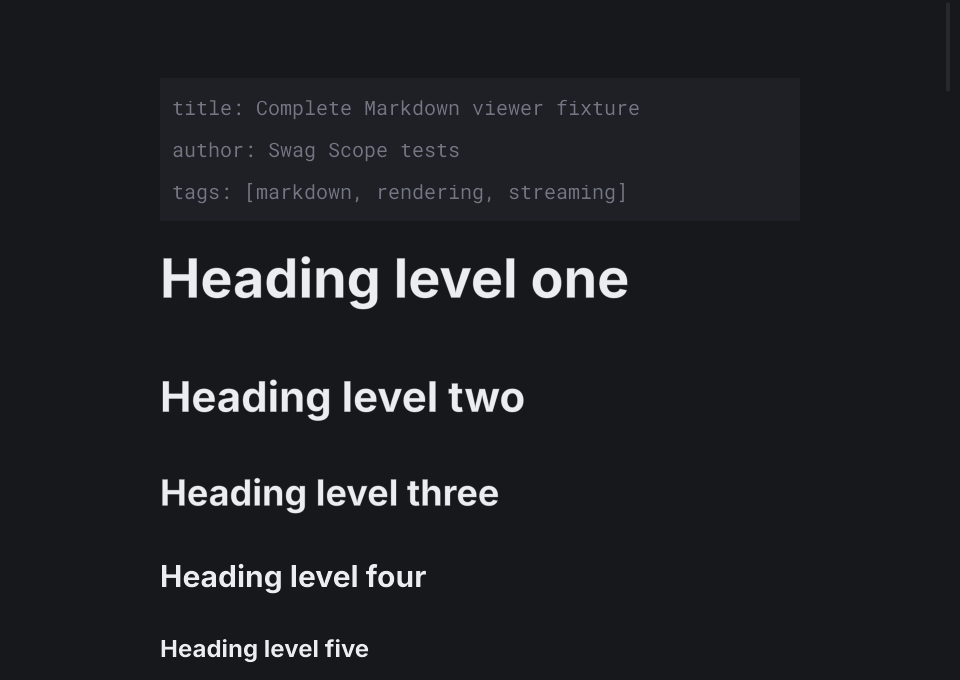 title: Complete Markdown viewer fixture
author: Swag Scope tests
tags: [markdown, rendering, streaming]
Heading level one
Heading level two
Heading level three
Heading level four
Heading level five